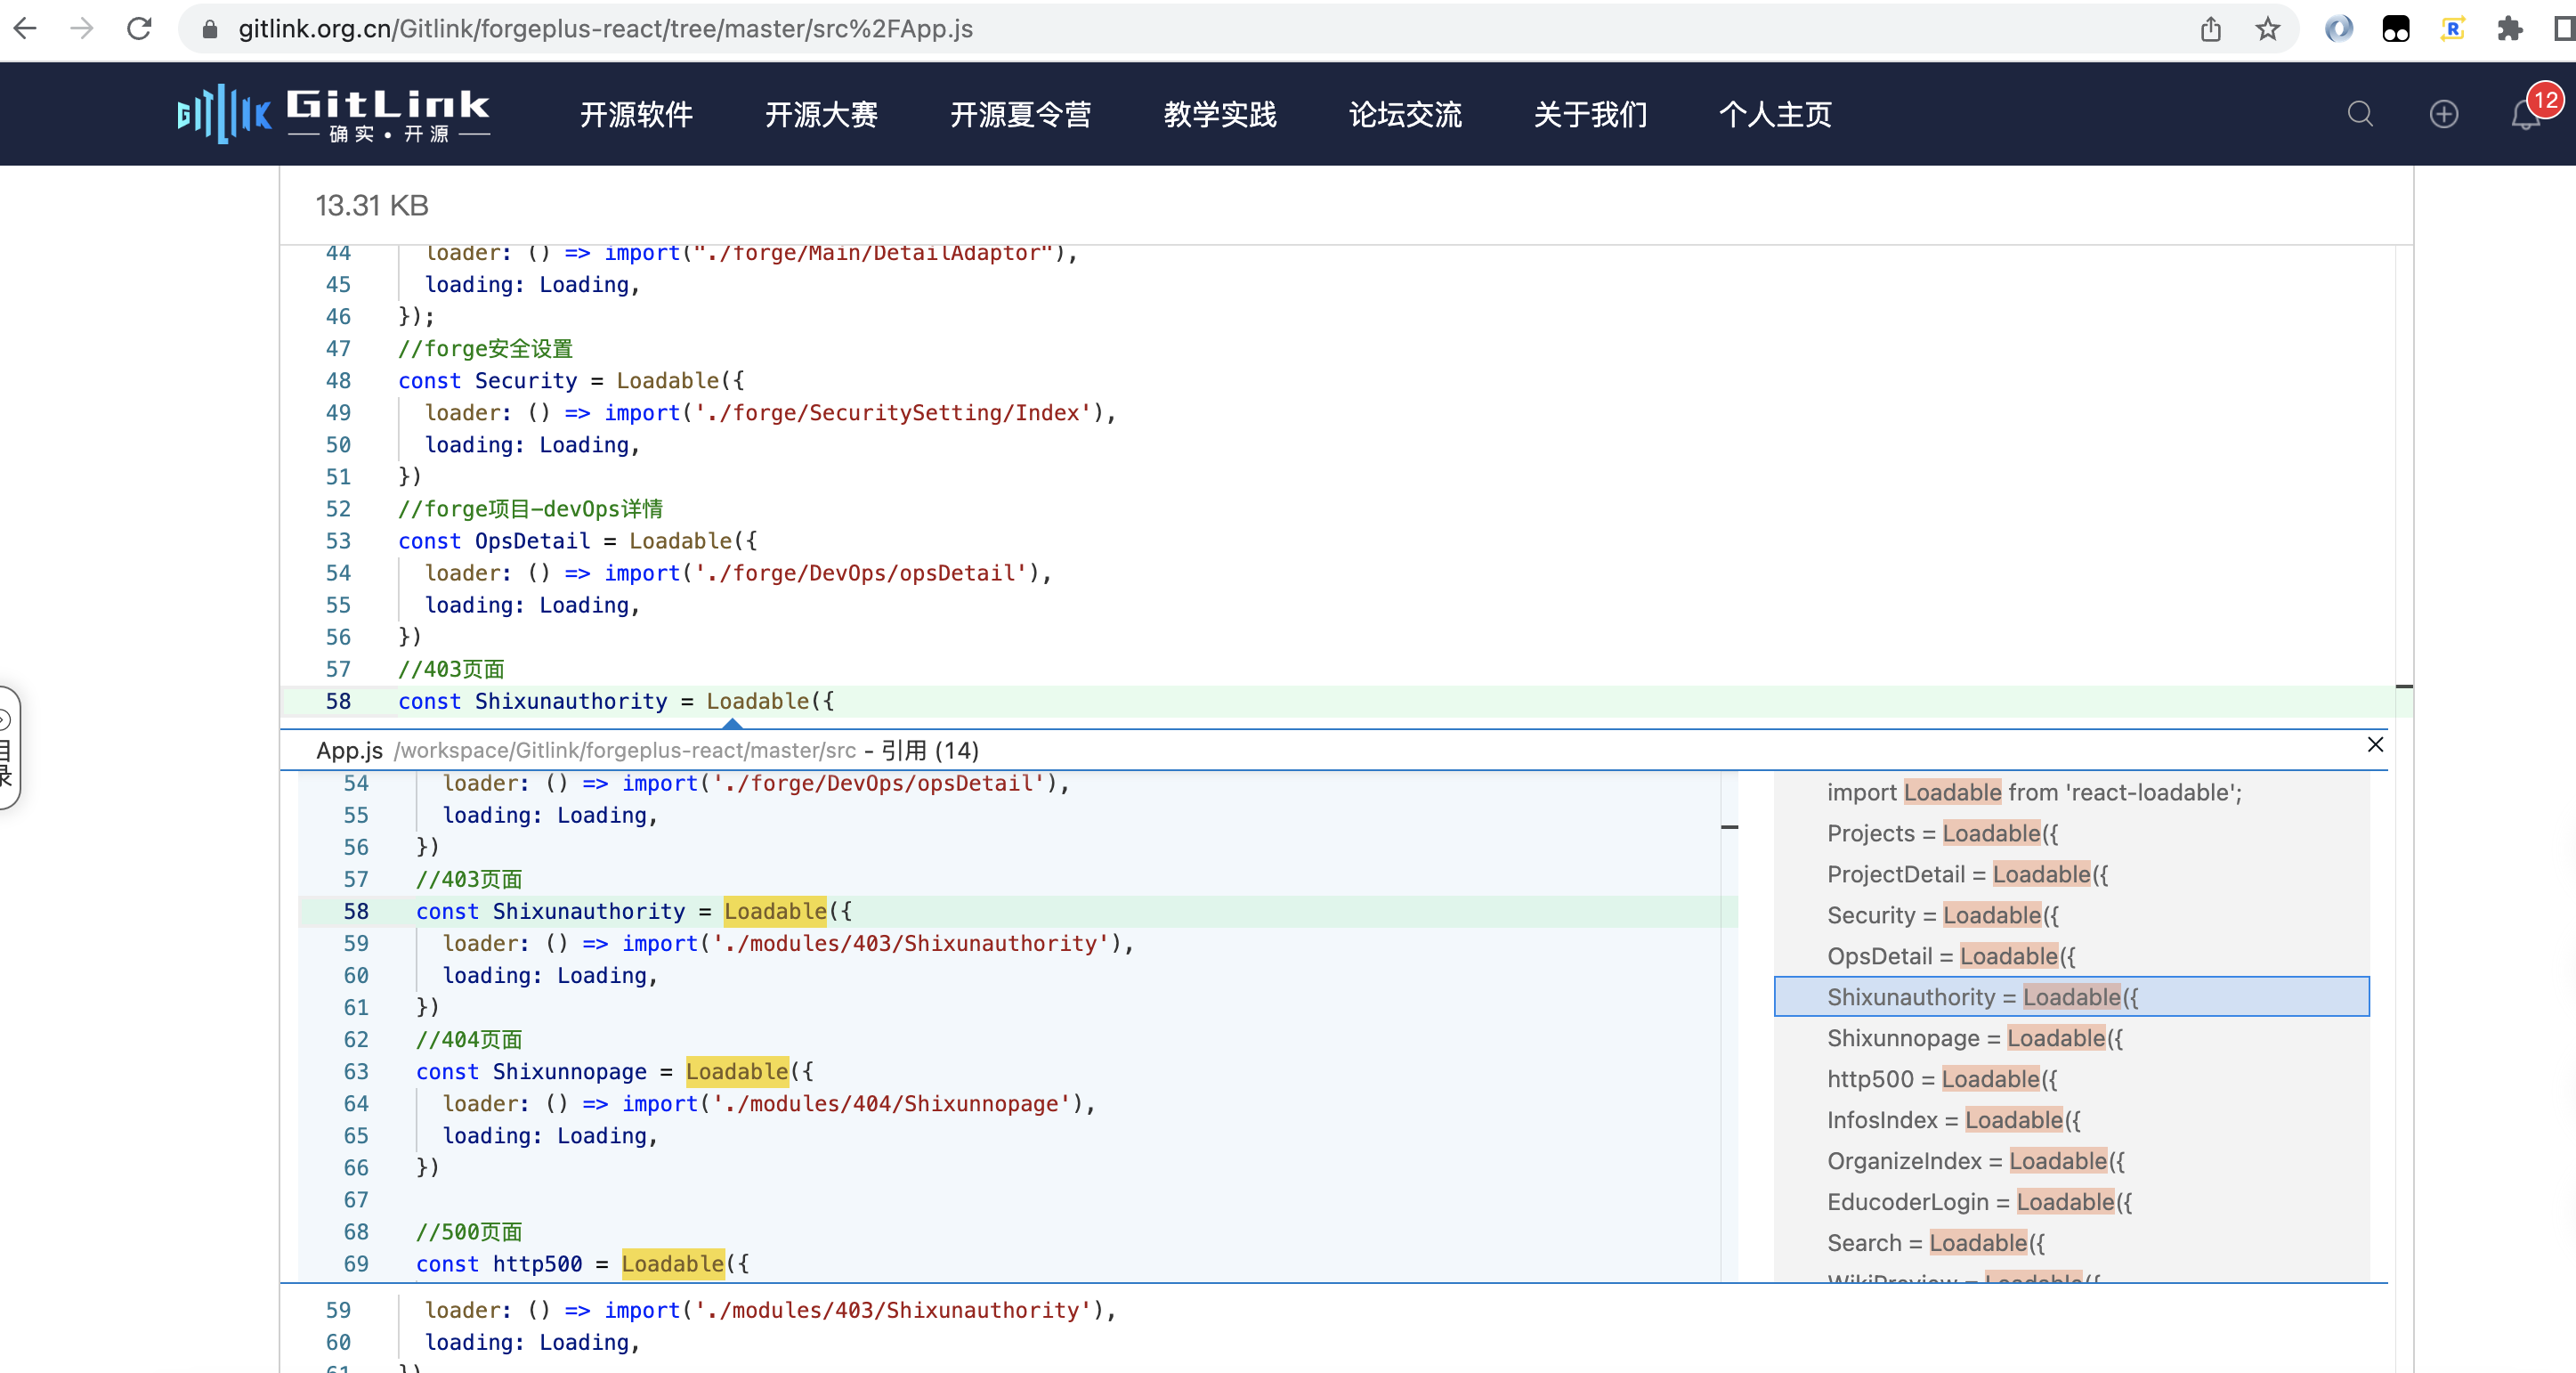 gitlink.org.cn/Gitlink/forgeplus-react/tree/master/src%2FApp.js
R
GITLINK GitLink
确实•开源
开源软件 开源大赛 开源夏令营 教学实践 论坛交流 关于我们 个人主页
12
13.31 KB
44 loader: () => import("./forge/Main/DetailAdaptor"),
45 loading: Loading,
46 });
47 //forge安全设置
48 const Security = Loadable({
49 loader: () => import('./forge/SecuritySetting/Index'),
50 loading: Loading,
51 })
52 //forge项目-devOps详情
53 const OpsDetail = Loadable({
54 loader: () => import('./forge/DevOps/opsDetail'),
55 loading: Loading,
56 })
57 //403页面
58 const Shixunauthority = Loadable({
目录
App.js /workspace/Gitlink/forgeplus-react/master/src - 引用 (14)
54 loader: () => import('./forge/DevOps/opsDetail'),
55 loading: Loading,
56 })
57 //403页面
58 const Shixunauthority = Loadable({
59 loader: () => import('./modules/403/Shixunauthority'),
60 loading: Loading,
61 })
62 //404页面
63 const Shixunnopage = Loadable({
64 loader: () => import('./modules/404/Shixunnopage'),
65 loading: Loading,
66 })
67
68 //500页面
69 const http500 = Loadable({
import Loadable from 'react-loadable';
Projects = Loadable({
ProjectDetail = Loadable({
Security = Loadable({
OpsDetail = Loadable({
Shixunauthority = Loadable({
Shixunnopage = Loadable({
http500 = Loadable({
InfosIndex = Loadable({
OrganizeIndex = Loadable({
EducoderLogin = Loadable({
Search = Loadable({
WikiPreview = Loadable({
59 loader: () => import('./modules/403/Shixunauthority'),
60 loading: Loading,
61 })